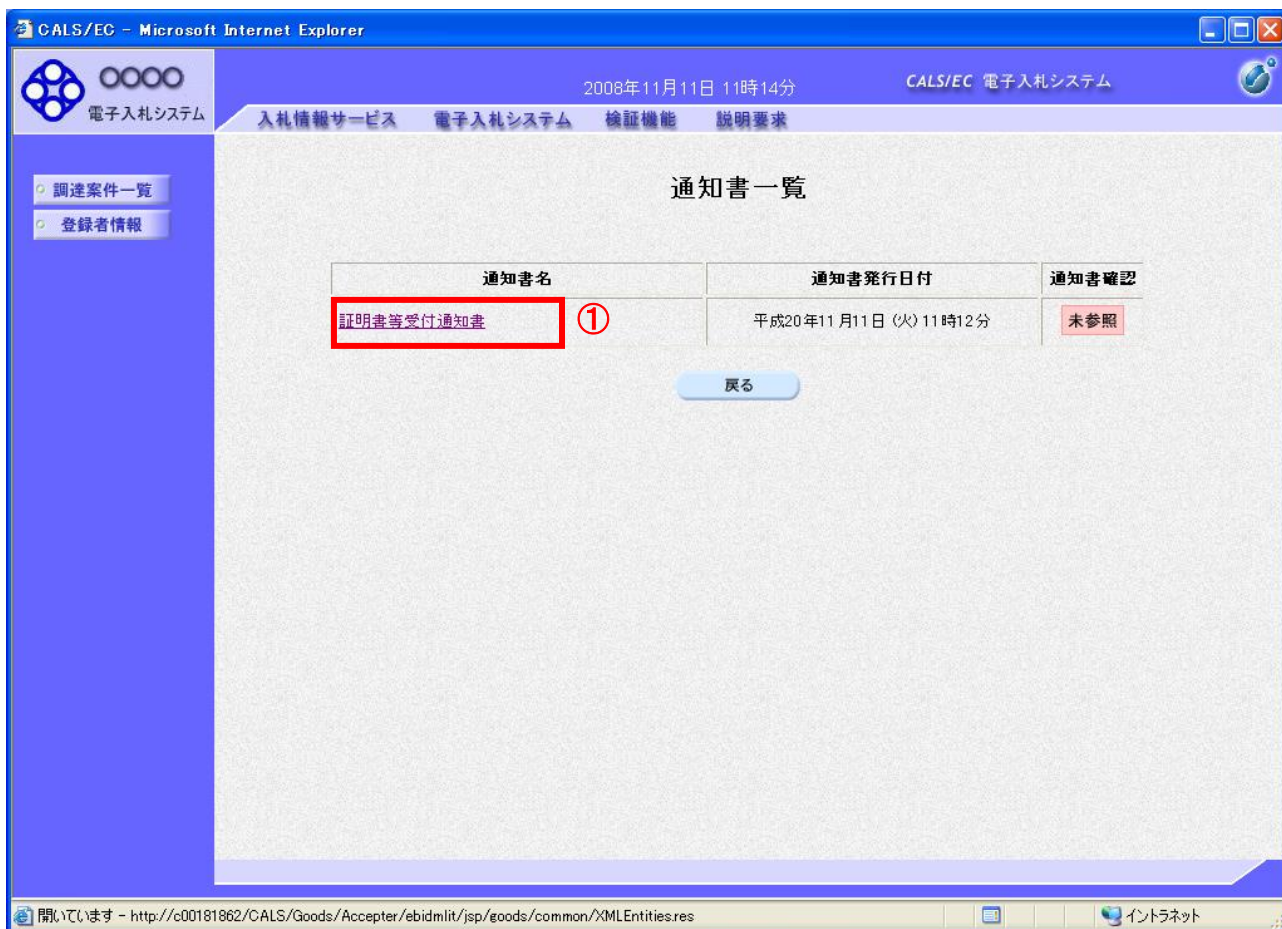 CALS/EC - Microsoft Internet Explorer
○○○○
電子入札システム
2008年11月11日 11時14分
CALS/EC 電子入札システム
入札情報サービス 電子入札システム 検証機能 説明要求
調達案件一覧
登録者情報
通知書一覧
通知書名 通知書発行日付 通知書確認
証明書等受付通知書 ① 平成20年11月11日 (火) 11時12分 未参照
戻る
開いています - http://c00181862/CALS/Goods/Accepter/ebidmlit/jsp/goods/common/XMLEntities.res
イントラネット